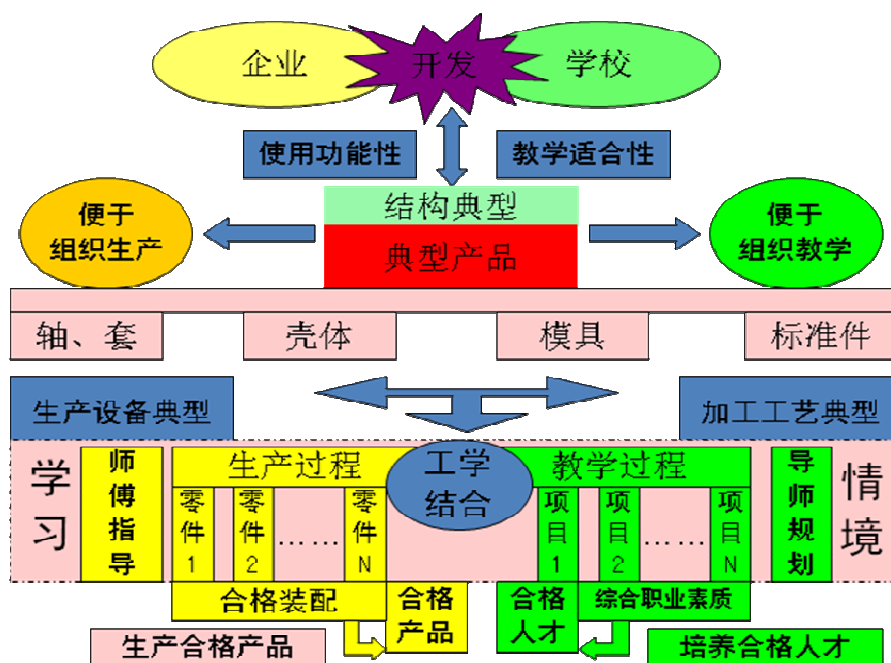 企业
开发
学校
使用功能性
教学适合性
结构典型
典型产品
便于
组织生产
便于
组织教学
轴、套
壳体
模具
标准件
生产设备典型
加工工艺典型
学习
师傅指导
生产过程
零件1
零件2
……
零件N
工学
结合
教学过程
项目1
项目2
……
项目N
导师规划
情境
合格装配
合格
产品
合格
人才
综合职业素质
生产合格产品
培养合格人才